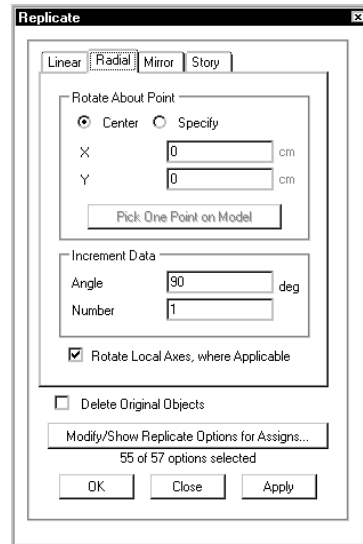 Replicate
Linear Radial Mirror Story
Rotate About Point
Center Specify
X 0 cm
Y 0 cm
Pick One Point on Model
Increment Data
Angle 90 deg
Number 1
Rotate Local Axes, where Applicable
Delete Original Objects
Modify/Show Replicate Options for Assigns...
55 of 57 options selected
OK Close Apply